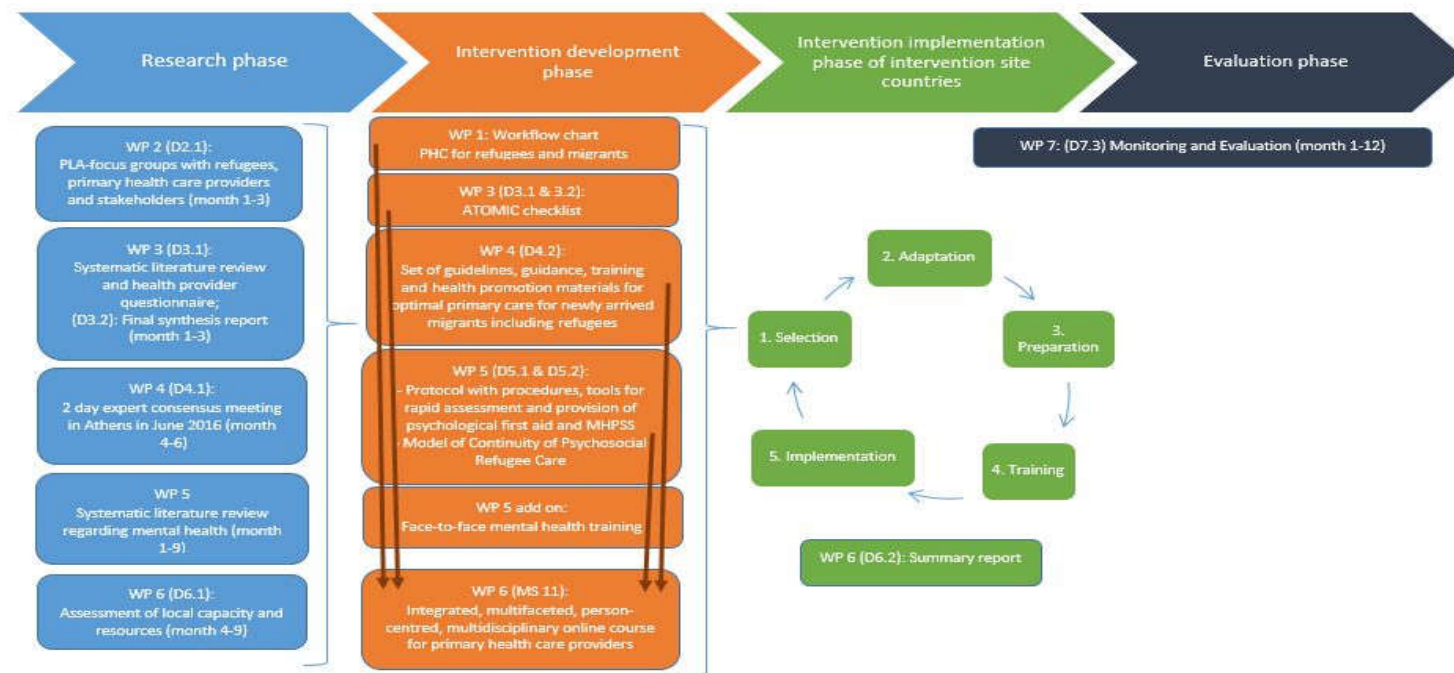 Research phase
Intervention development
phase
Intervention implementation
phase of intervention site
countries
Evaluation phase
WP 2 (D2.1):
PLA-focus groups with refugees,
primary health care providers
and stakeholders (month 1-3)
WP 3 (D3.1):
Systematic literature review
and health provider
questionnaire;
(D3.2): Final synthesis report
(month 1-3)
WP 4 (D4.1):
2 day expert consensus meeting
in Athens in June 2016 (month
4-6)
WP 5
Systematic literature review
regarding mental health (month
1-9)
WP 6 (D6.1):
Assessment of local capacity and
resources (month 4-9)
WP 1: Workflow chart
PHC for refugees and migrants
WP 3 (D3.1 & 3.2):
ATOMIC checklist
WP 4 (D4.2):
Set of guidelines, guidance, training
and health promotion materials for
optimal primary care for newly arrived
migrants including refugees
WP 5 (D5.1 & D5.2):
- Protocol with procedures, tools for
rapid assessment and provision of
psychological first aid and MHPSS
- Model of Continuity of Psychosocial
Refugee Care
WP 5 add on:
Face-to-face mental health training
WP 6 (MS 11):
Integrated, multifaceted, person-
centred, multidisciplinary online course
for primary health care providers
1. Selection
2. Adaptation
3.
Preparation
4. Training
5. Implementation
WP 6 (D6.2): Summary report
WP 7: (D7.3) Monitoring and Evaluation (month 1-12)